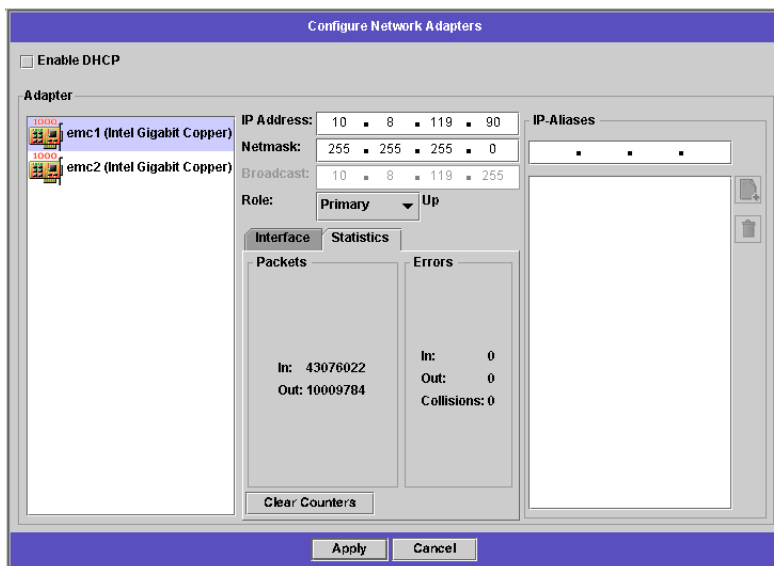 Configure Network Adapters
Enable DHCP
Adapter
1000 emc1 (Intel Gigabit Copper)
1000 emc2 (Intel Gigabit Copper)
IP Address: 10 . 8 . 119 . 90
Netmask: 255 . 255 . 255 . 0
Broadcast: 10 . 8 . 119 . 255
Role: Primary Up
Interface Statistics
Packets
In: 43076022
Out: 10009784
Errors
In: 0
Out: 0
Collisions: 0
Clear Counters
IP-Aliases
. . .
Apply Cancel